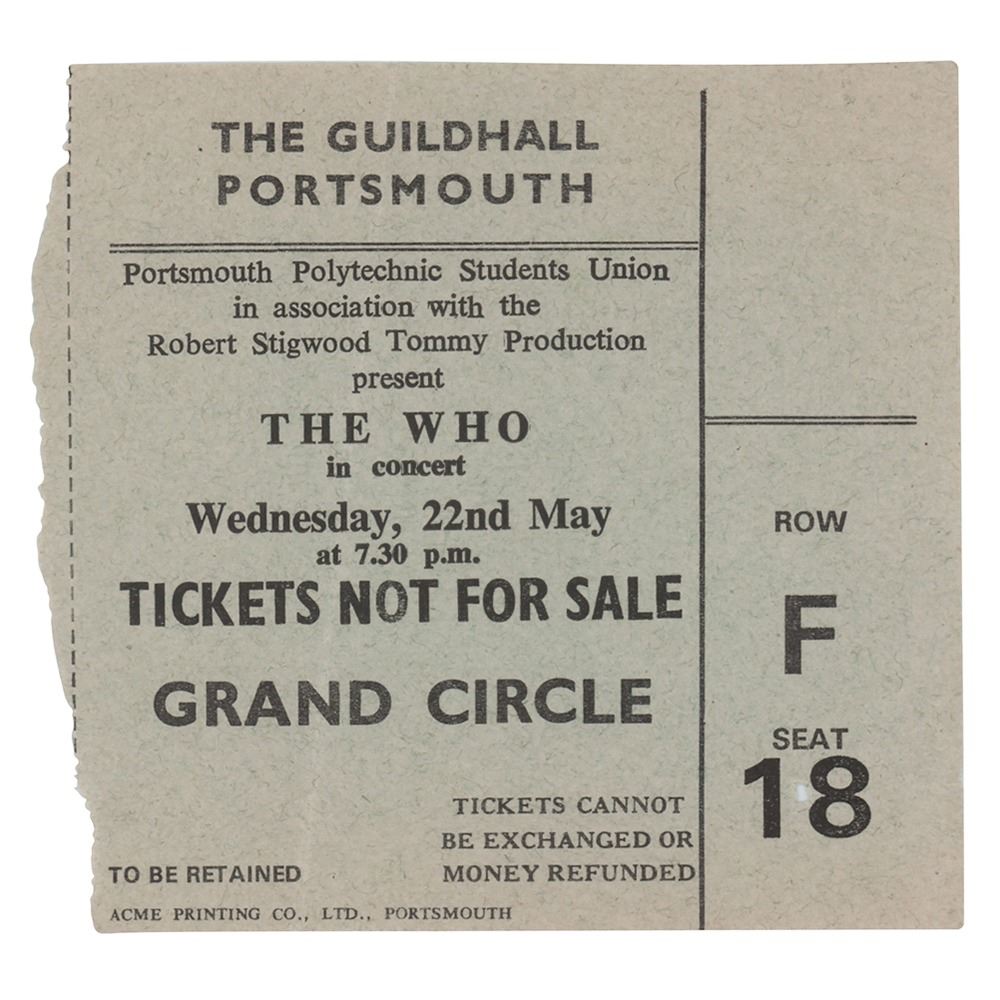 THE GUILDHALL
PORTSMOUTH
Portsmouth Polytechnic Students Union
in association with the
Robert Stigwood Tommy Production
present
THE WHO
in concert
Wednesday, 22nd May
at 7.30 p.m.
TICKETS NOT FOR SALE
GRAND CIRCLE
TICKETS CANNOT
BE EXCHANGED OR
MONEY REFUNDED
TO BE RETAINED
ACME PRINTING CO., LTD., PORTSMOUTH
ROW
F
SEAT
18